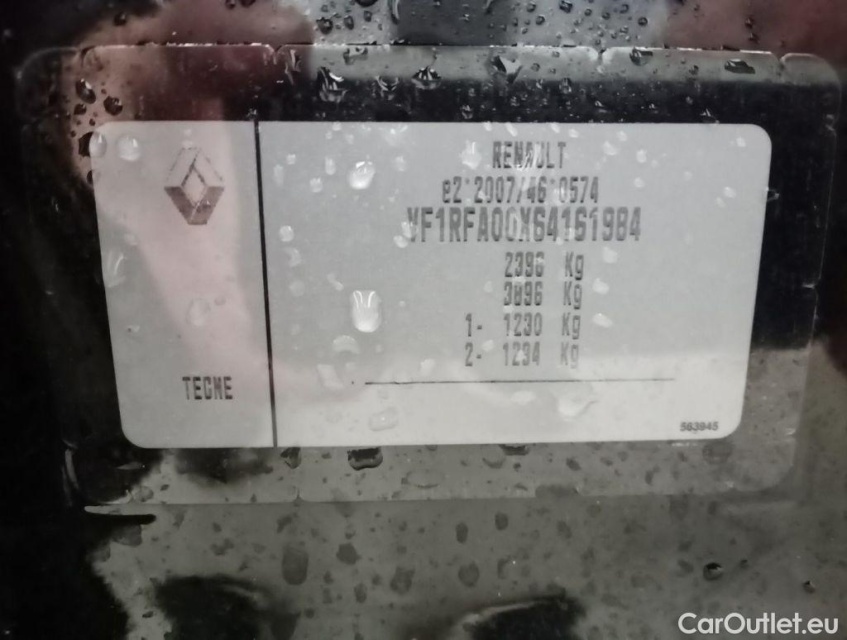 RENAULT
e2*2007/46*0574
VF1RFA00X64161984
2396 Kg
3896 Kg
1- 1230 Kg
2- 1234 Kg
TECNE
563945
CarOutlet.eu